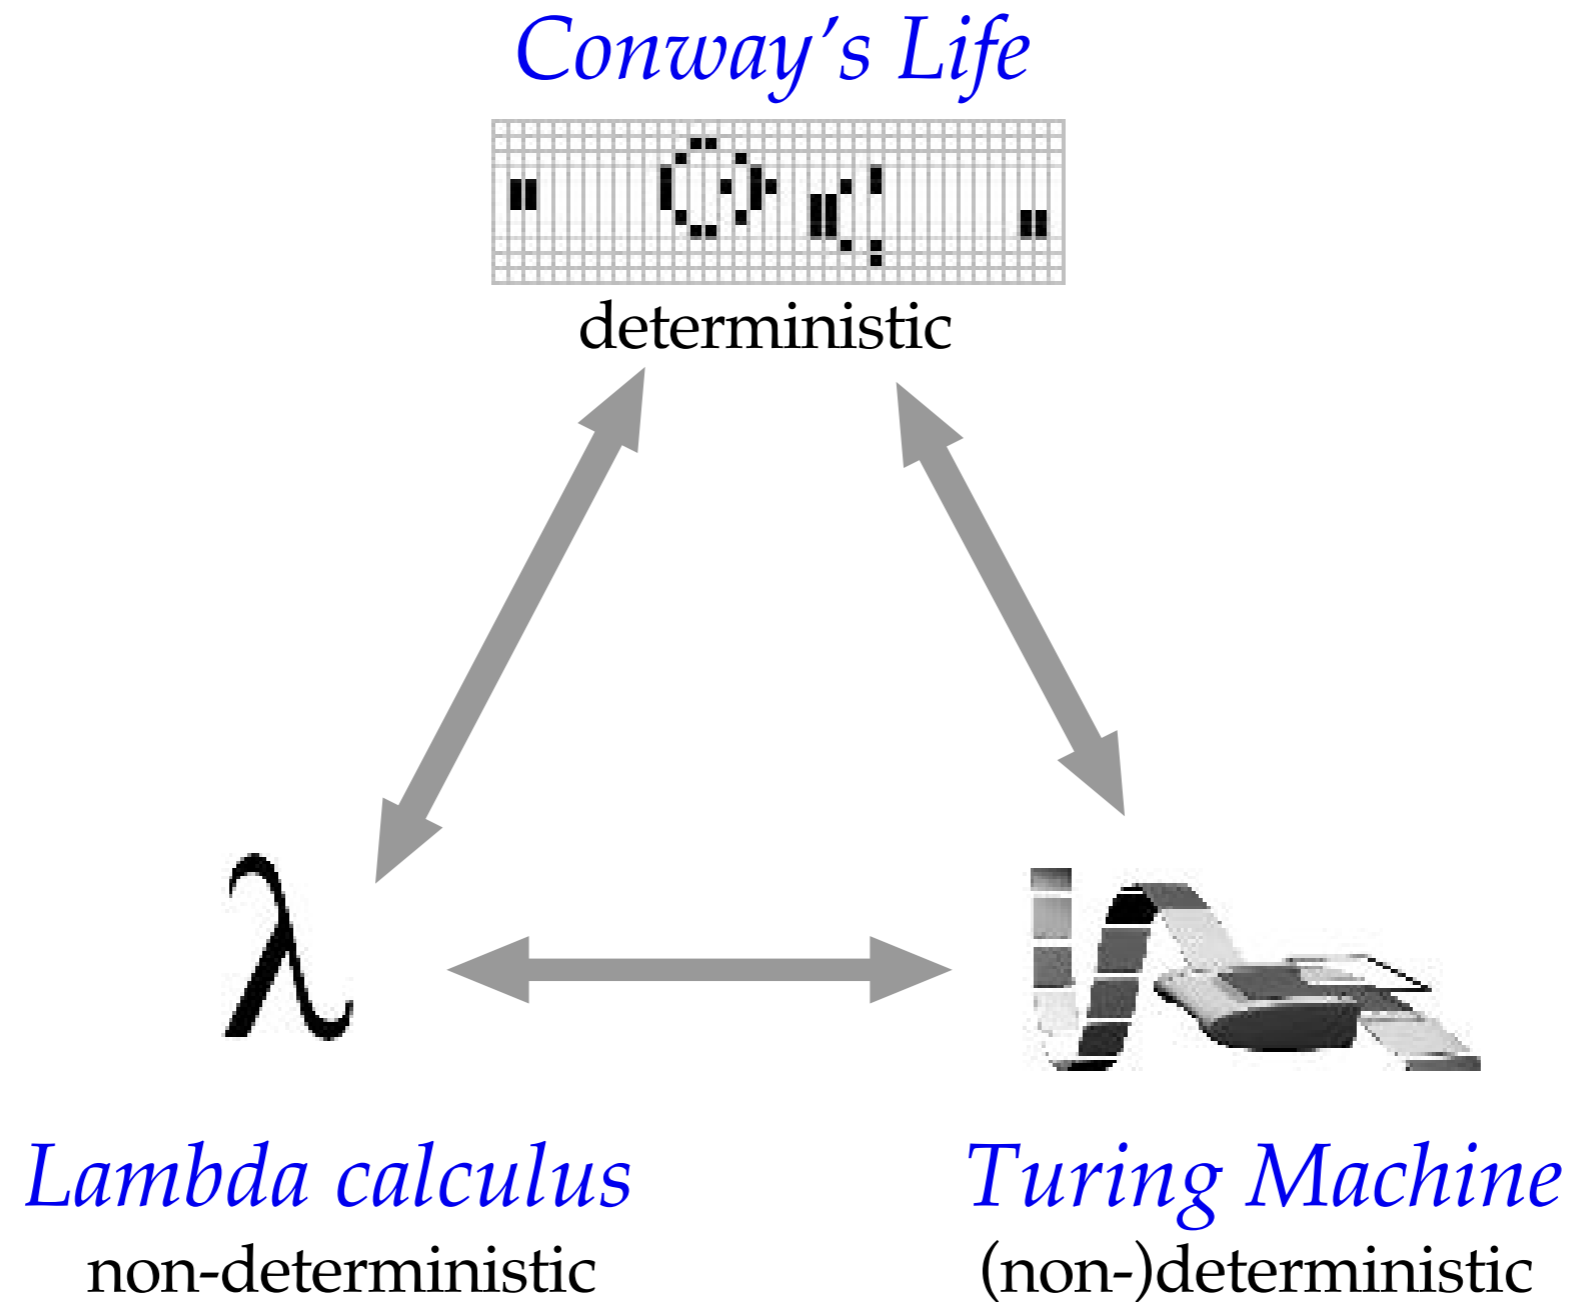 Conway's Life
deterministic
λ
Lambda calculus
non-deterministic
Turing Machine
(non-)deterministic